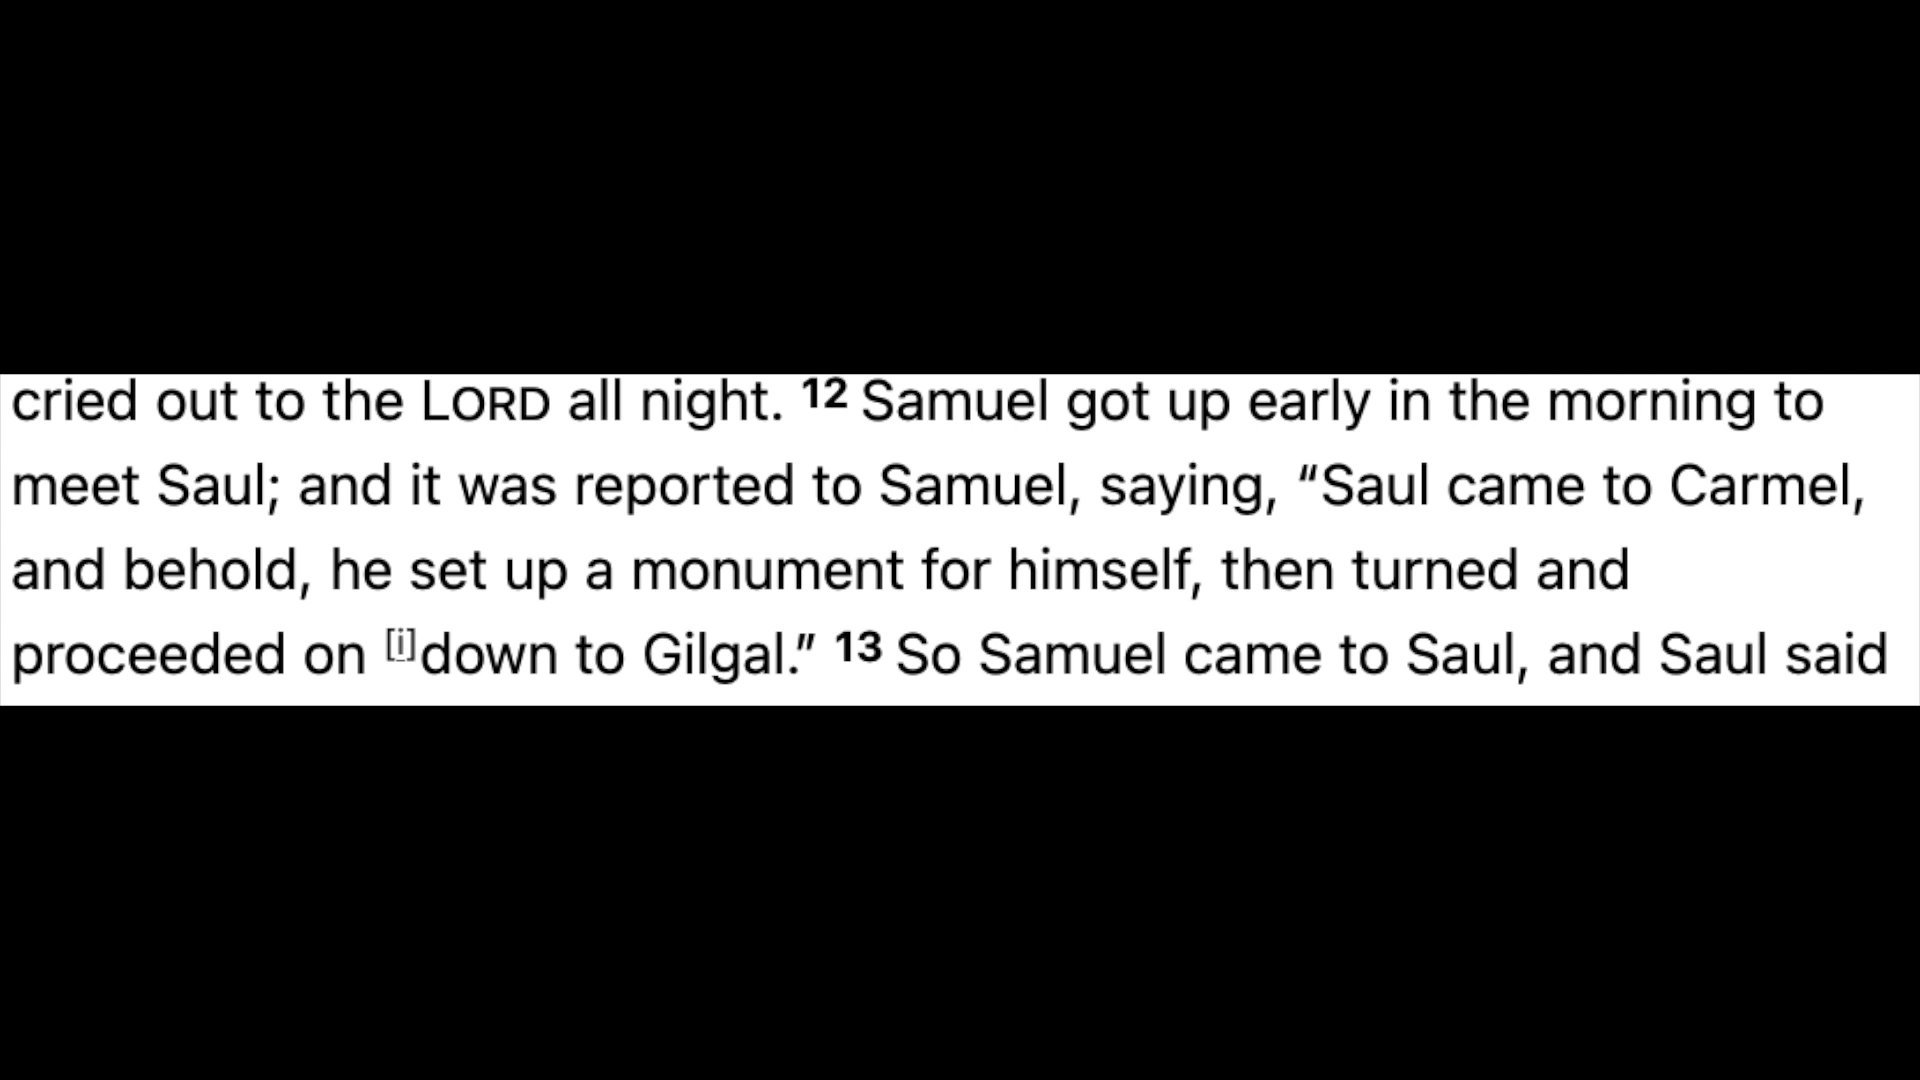 cried out to the LORD all night. 12 Samuel got up early in the morning to
meet Saul; and it was reported to Samuel, saying, “Saul came to Carmel,
and behold, he set up a monument for himself, then turned and
proceeded on [i]down to Gilgal.” 13 So Samuel came to Saul, and Saul said